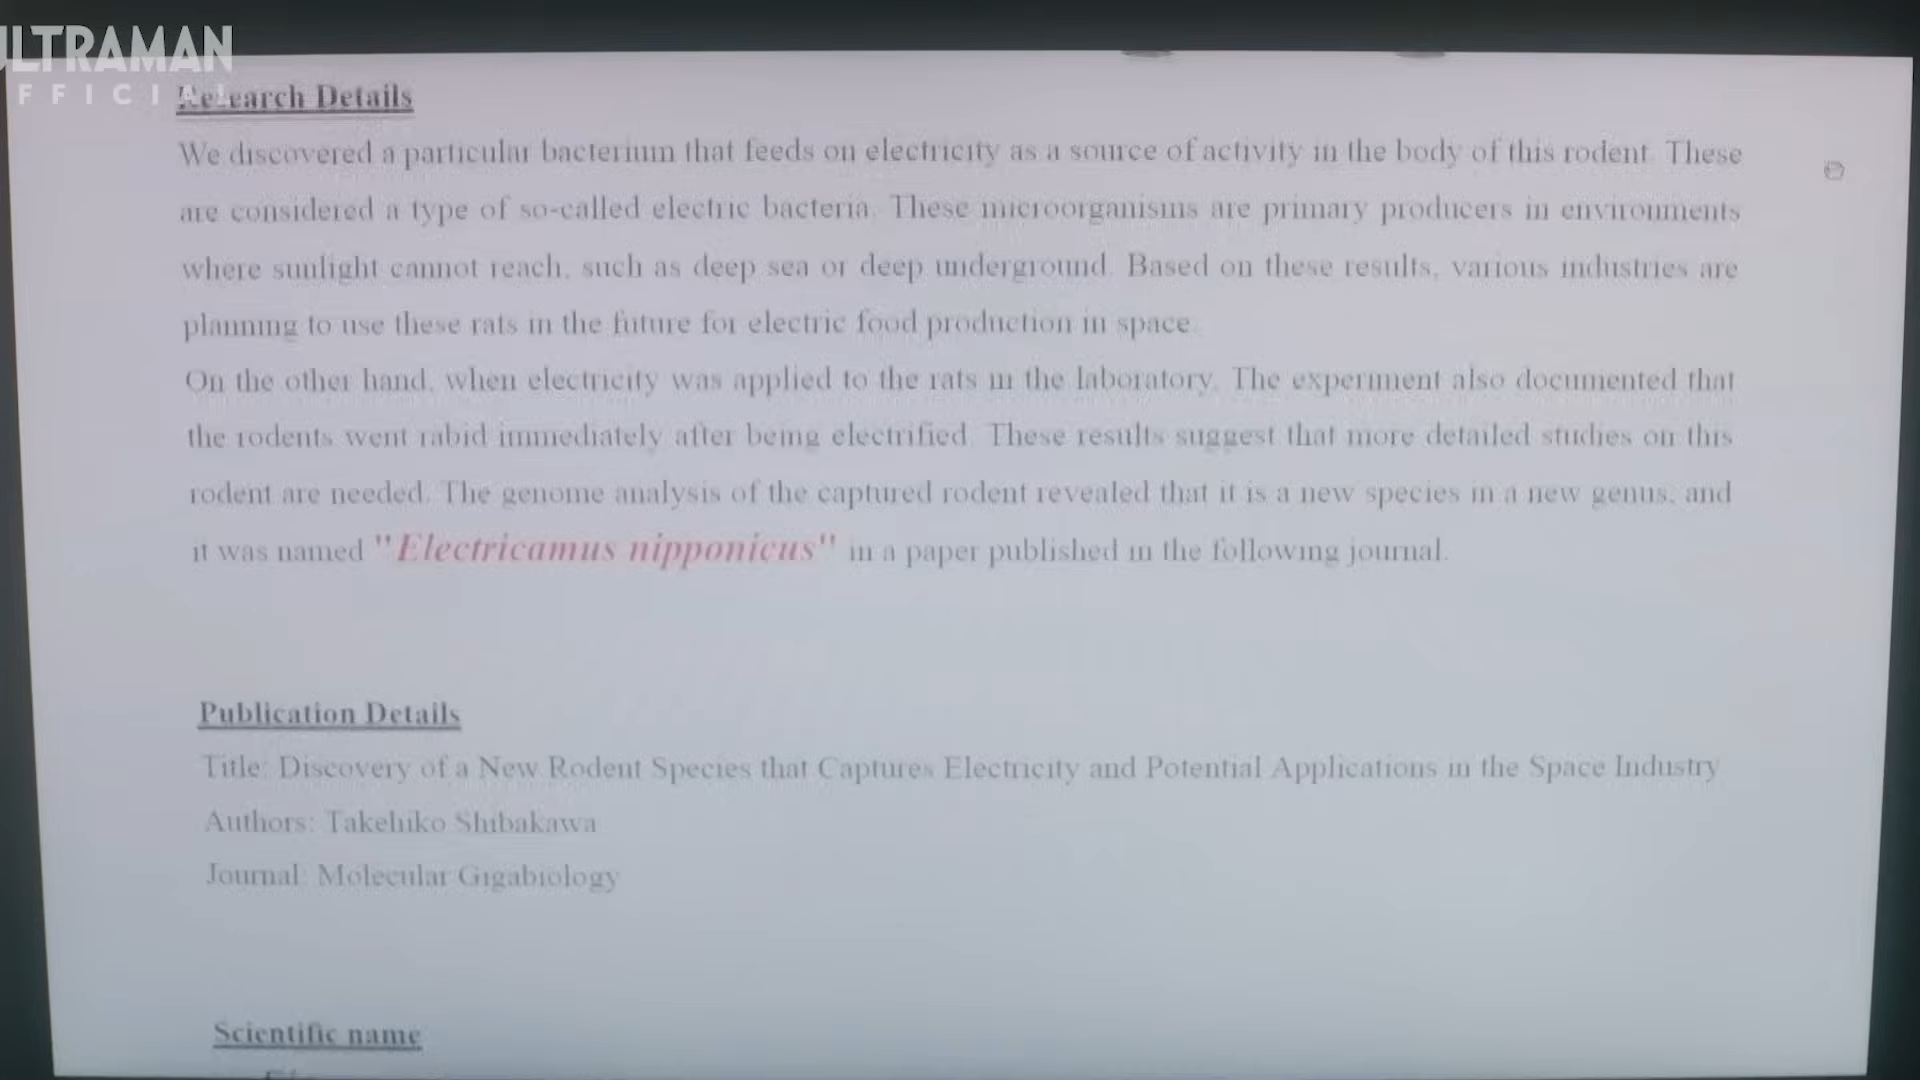 ULTRAMAN
OFFICIAL
Research Details
We discovered a particular bacterium that feeds on electricity as a source of activity in the body of this rodent. These
are considered a type of so-called electric bacteria. These microorganisms are primary producers in environments
where sunlight cannot reach, such as deep sea or deep underground. Based on these results, various industries are
planning to use these rats in the future for electric food production in space.
On the other hand, when electricity was applied to the rats in the laboratory. The experiment also documented that
the rodents went rabid immediately after being electrified. These results suggest that more detailed studies on this
rodent are needed. The genome analysis of the captured rodent revealed that it is a new species in a new genus, and
it was named "Electricamus nipponicus" in a paper published in the following journal.
Publication Details
Title: Discovery of a New Rodent Species that Captures Electricity and Potential Applications in the Space Industry
Authors: Takehiko Shibakawa
Journal: Molecular Gigabiology
Scientific name